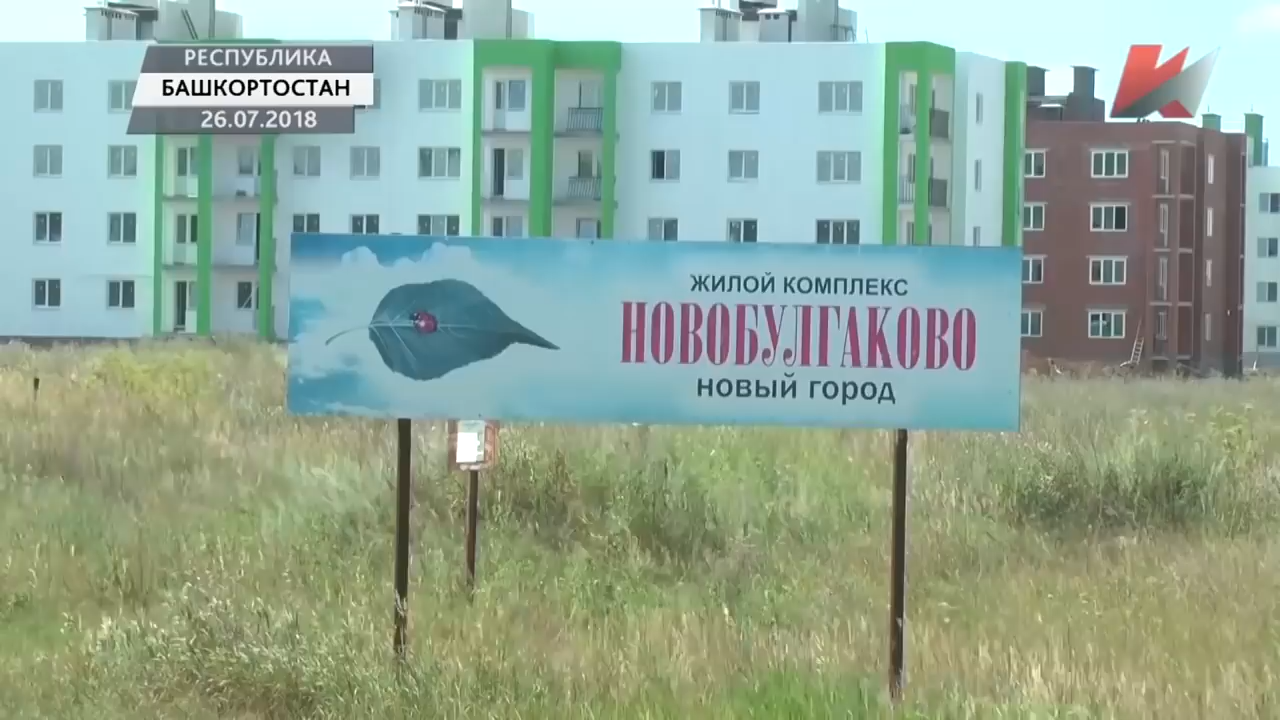 РЕСПУБЛИКА
БАШКОРТОСТАН
26.07.2018
ЖИЛОЙ КОМПЛЕКС
НОВОБУЛГАКОВО
НОВЫЙ ГОРОД